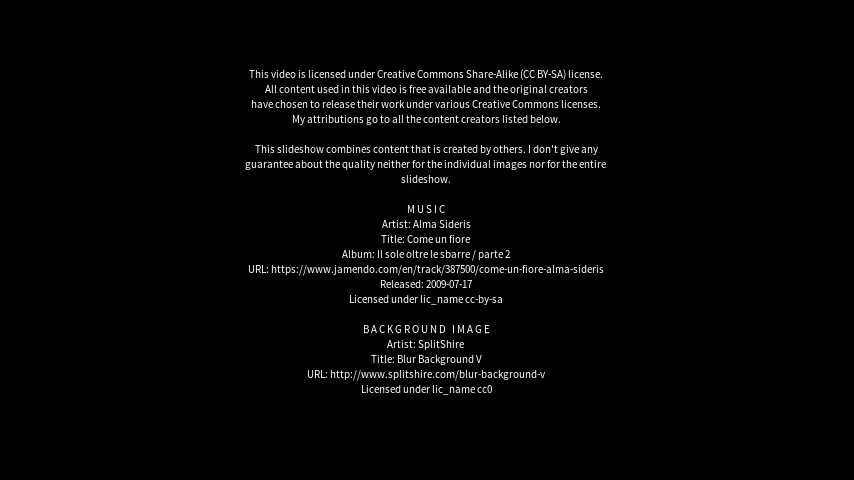 This video is licensed under Creative Commons Share-Alike (CC BY-SA) license.
All content used in this video is free available and the original creators
have chosen to release their work under various Creative Commons licenses.
My attributions go to all the content creators listed below.
This slideshow combines content that is created by others. I don't give any
guarantee about the quality neither for the individual images nor for the entire
slideshow.
MUSIC
Artist: Alma Sideris
Title: Come un fiore
Album: Il sole oltre le sbarre / parte 2
URL: https://www.jamendo.com/en/track/387500/come-un-fiore-alma-sideris
Released: 2009-07-17
Licensed under lic_name cc-by-sa
BACKGROUND IMAGE
Artist: SplitShire
Title: Blur Background V
URL: http://www.splitshire.com/blur-background-v
Licensed under lic_name cc0